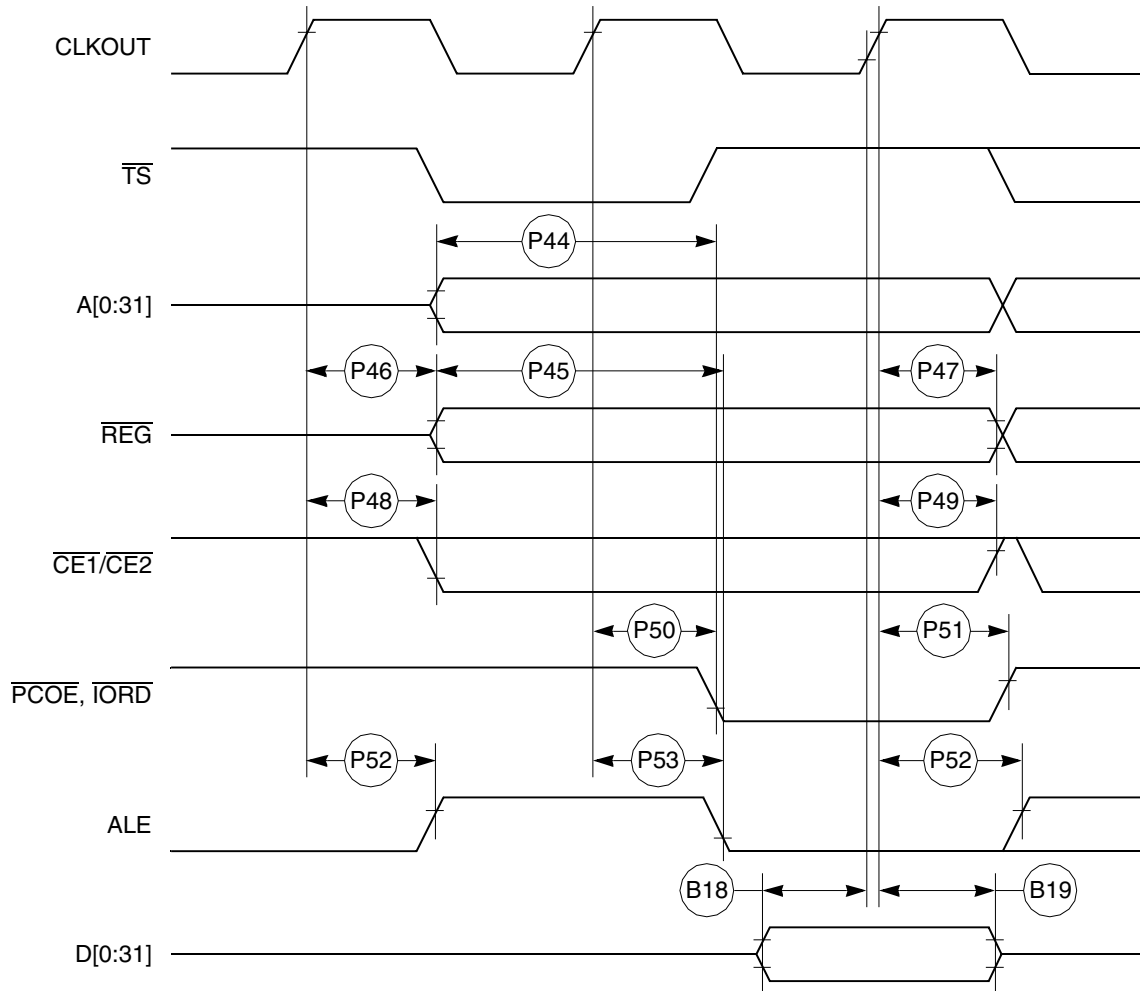 CLKOUT
TS
P44
A[0:31]
P46 P45 P47
REG
P48 P49
CE1/CE2
P50 P51
PCOE, IORD
P52 P53 P52
ALE
B18 B19
D[0:31]